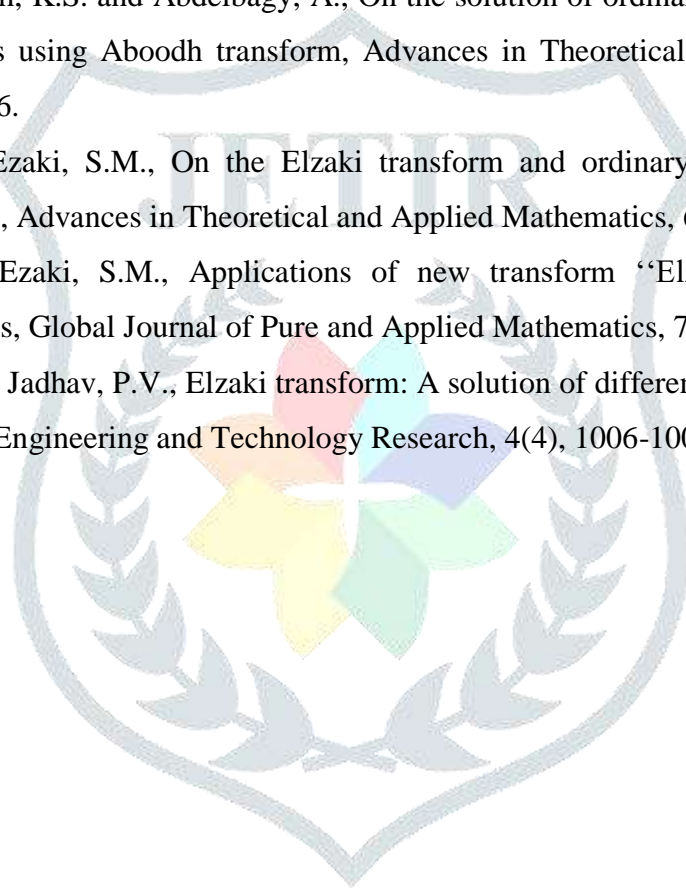 n, K.S. and Abdelbagy, A., On the solution of ordina
s using Aboodh transform, Advances in Theoretical
6.
Ezaki, S.M., On the Elzaki transform and ordinary
, Advances in Theoretical and Applied Mathematics,
Ezaki, S.M., Applications of new transform ‘‘El
s, Global Journal of Pure and Applied Mathematics, 7
Jadhav, P.V., Elzaki transform: A solution of differe
Engineering and Technology Research, 4(4), 1006-100
JETIR